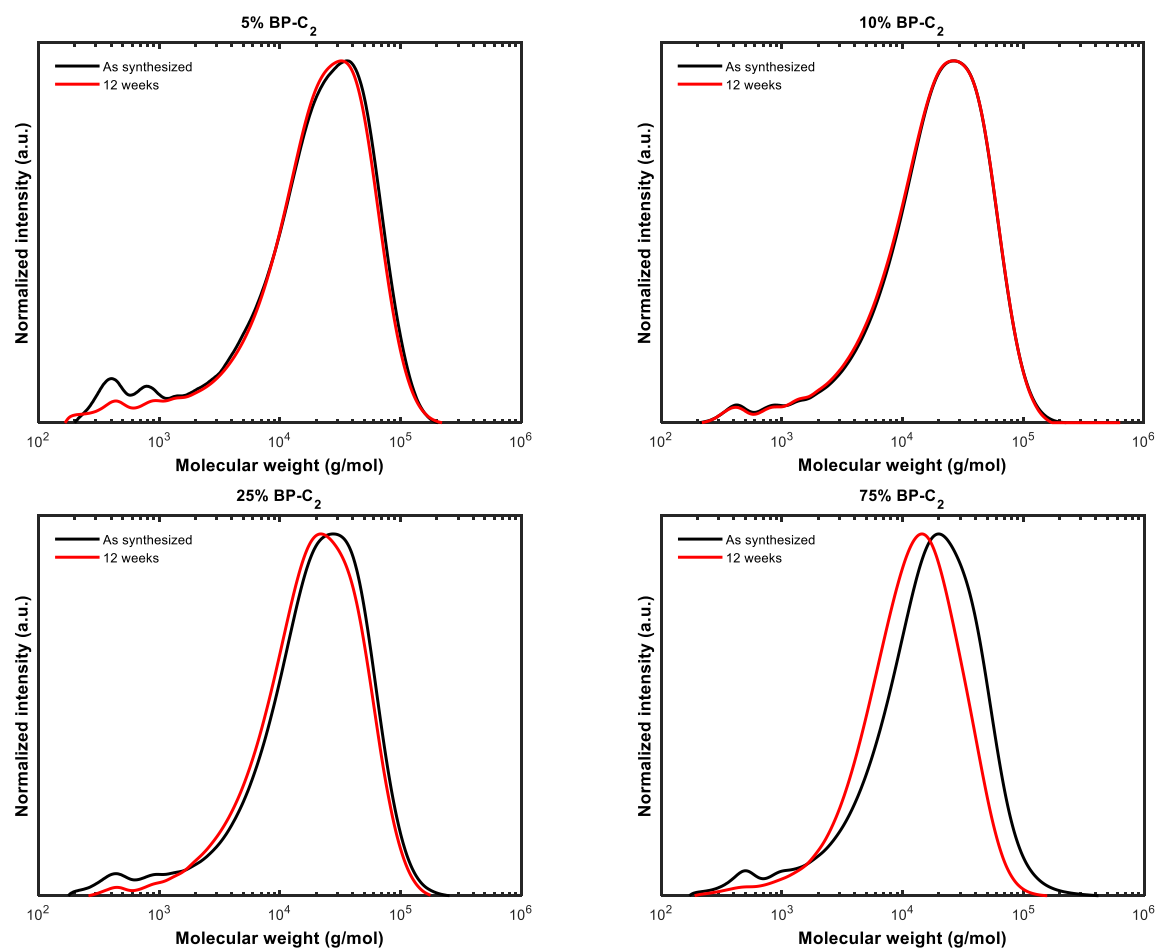 5% BP-C2
As synthesized
12 weeks
Normalized intensity (a.u.)
10^2 10^3 10^4 10^5 10^6
Molecular weight (g/mol)
10% BP-C2
As synthesized
12 weeks
Normalized intensity (a.u.)
10^2 10^3 10^4 10^5 10^6
Molecular weight (g/mol)
25% BP-C2
As synthesized
12 weeks
Normalized intensity (a.u.)
10^2 10^3 10^4 10^5 10^6
Molecular weight (g/mol)
75% BP-C2
As synthesized
12 weeks
Normalized intensity (a.u.)
10^2 10^3 10^4 10^5 10^6
Molecular weight (g/mol)